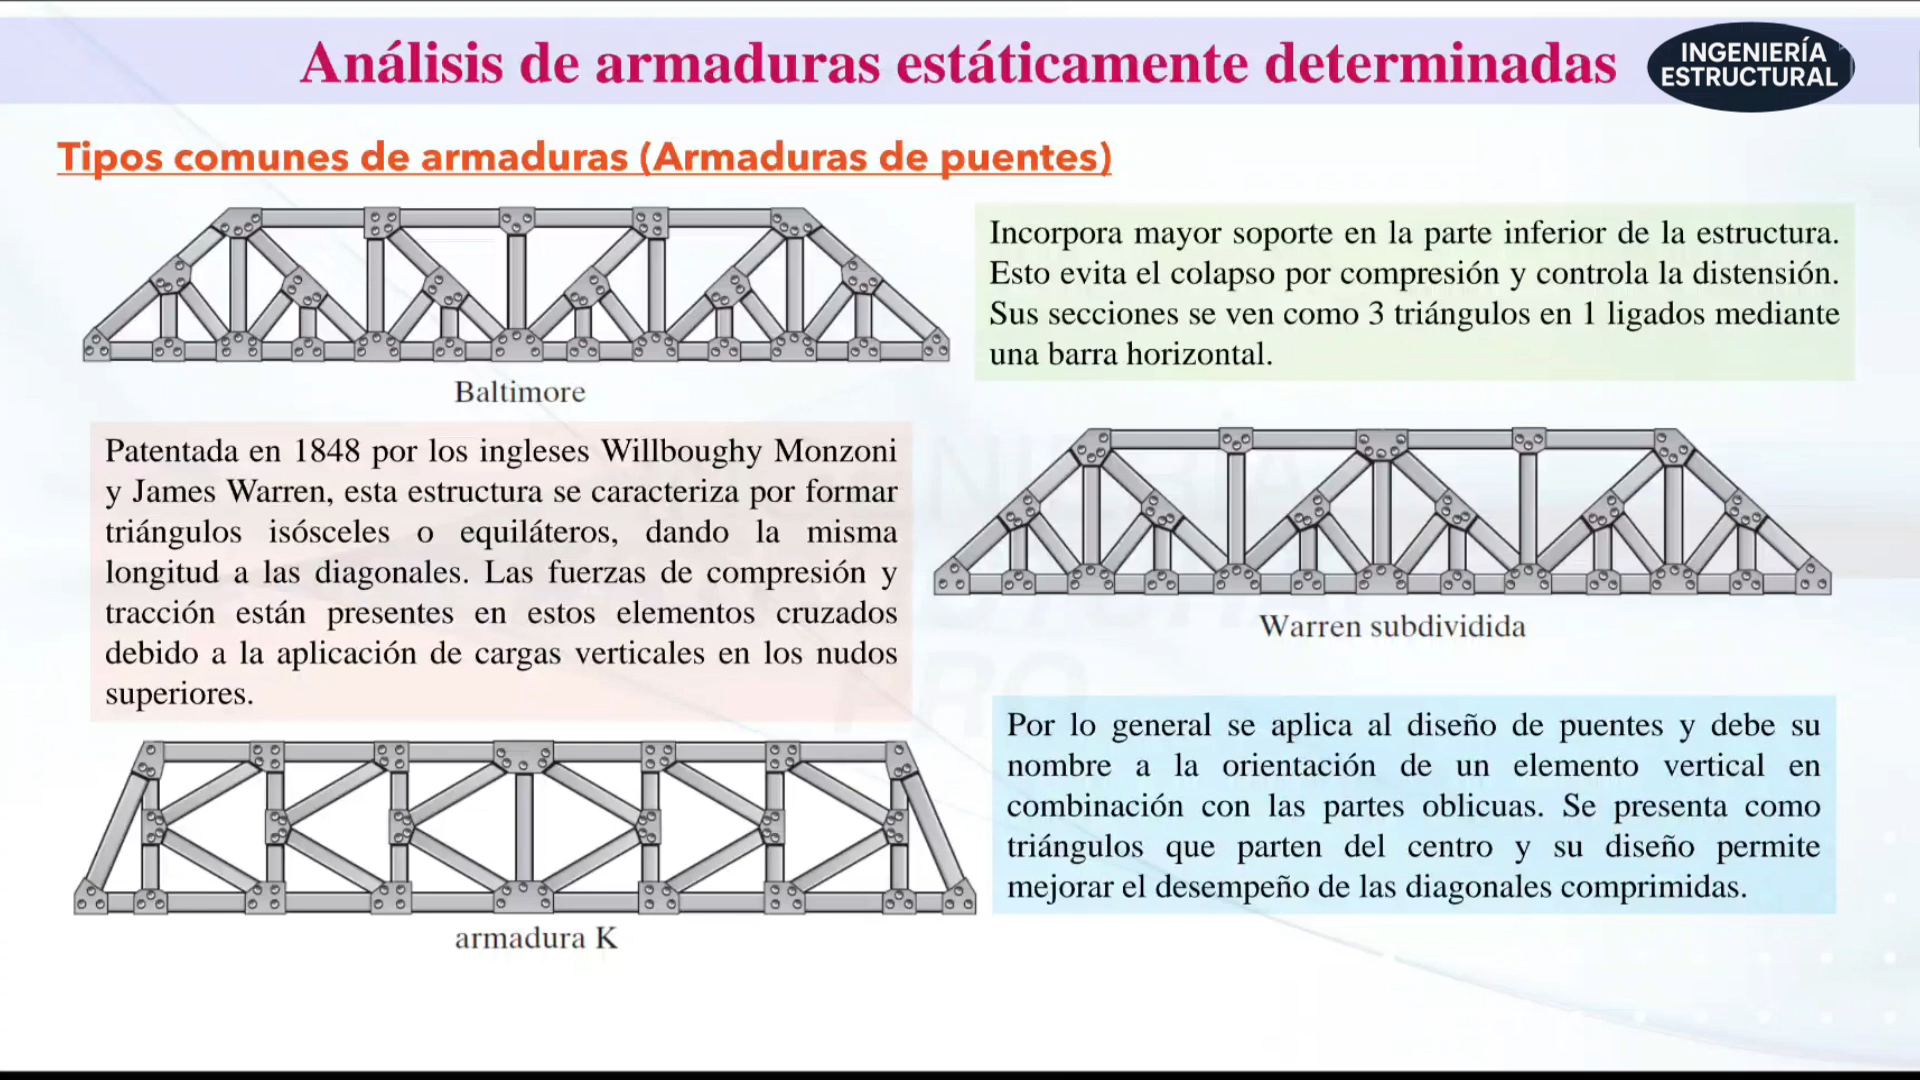 Análisis de armaduras estáticamente determinadas
INGENIERÍA
ESTRUCTURAL
Tipos comunes de armaduras (Armaduras de puentes)
Baltimore
Incorpora mayor soporte en la parte inferior de la estructura.
Esto evita el colapso por compresión y controla la distensión.
Sus secciones se ven como 3 triángulos en 1 ligados mediante
una barra horizontal.
Patentada en 1848 por los ingleses Willboughy Monzoni
y James Warren, esta estructura se caracteriza por formar
triángulos isósceles o equiláteros, dando la misma
longitud a las diagonales. Las fuerzas de compresión y
tracción están presentes en estos elementos cruzados
debido a la aplicación de cargas verticales en los nudos
superiores.
Warren subdividida
armadura K
Por lo general se aplica al diseño de puentes y debe su
nombre a la orientación de un elemento vertical en
combinación con las partes oblicuas. Se presenta como
triángulos que parten del centro y su diseño permite
mejorar el desempeño de las diagonales comprimidas.
INGENIERÍA
ESTRUCTURAL
PRO